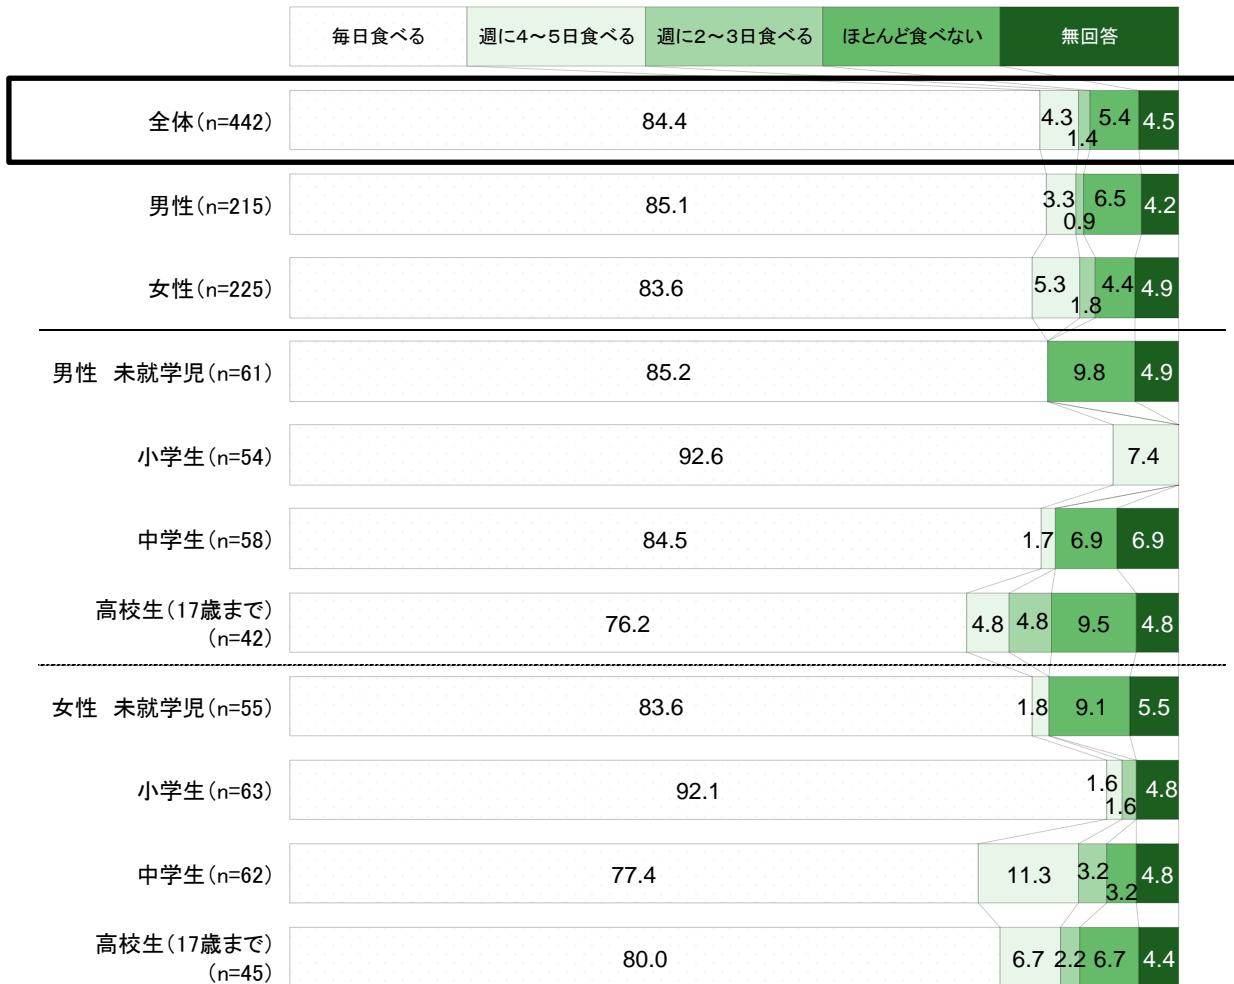 毎日食べる 週に4～5日食べる 週に2～3日食べる ほとんど食べない 無回答
全体(n=442) 84.4 4.3 1.4 5.4 4.5
男性(n=215) 85.1 3.3 0.9 6.5 4.2
女性(n=225) 83.6 5.3 1.8 4.4 4.9
男性 未就学児(n=61) 85.2 9.8 4.9
小学生(n=54) 92.6 7.4
中学生(n=58) 84.5 1.7 6.9 6.9
高校生(17歳まで)
(n=42) 76.2 4.8 4.8 9.5 4.8
女性 未就学児(n=55) 83.6 1.8 9.1 5.5
小学生(n=63) 92.1 1.6 1.6 4.8
中学生(n=62) 77.4 11.3 3.2 3.2 4.8
高校生(17歳まで)
(n=45) 80.0 6.7 2.2 6.7 4.4